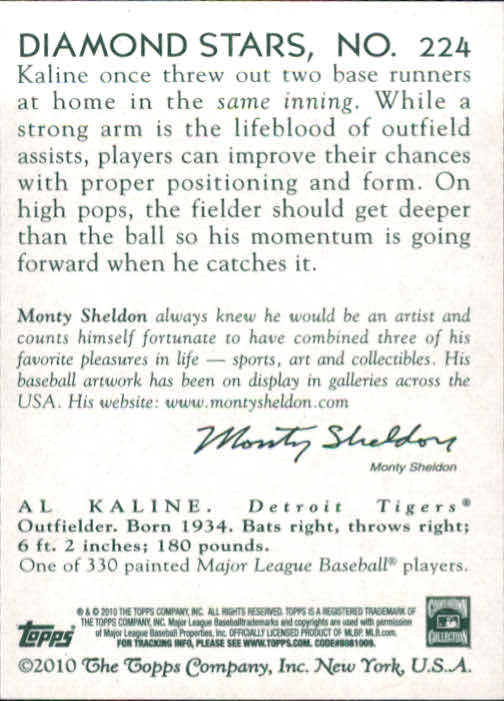 DIAMOND STARS, NO. 224
Kaline once threw out two base runners
at home in the same inning. While a
strong arm is the lifeblood of outfield
assists, players can improve their chances
with proper positioning and form. On
high pops, the fielder should get deeper
than the ball so his momentum is going
forward when he catches it.
Monty Sheldon always knew he would be an artist and
counts himself fortunate to have combined three of his
favorite pleasures in life — sports, art and collectibles. His
baseball artwork has been on display in galleries across the
USA. His website: www.montysheldon.com
Monty Sheldon
Monty Sheldon
AL KALINE. Detroit Tigers®
Outfielder. Born 1934. Bats right, throws right;
6 ft. 2 inches; 180 pounds.
One of 330 painted Major League Baseball® players.
® & © 2010 THE TOPPS COMPANY, INC. ALL RIGHTS RESERVED. TOPPS IS A REGISTERED TRADEMARK OF
THE TOPPS COMPANY, INC. Major League Baseball trademarks and copyrights are used with permission
of Major League Baseball Properties, Inc. OFFICIALLY LICENSED PRODUCT OF MLBP. MLB.com.
FOR TRACKING INFO, PLEASE SEE WWW.TOPPS.COM. CODE#8081009.
topps
COOPERSTOWN
COLLECTION
©2010 The Topps Company, Inc. New York, U.S.A.